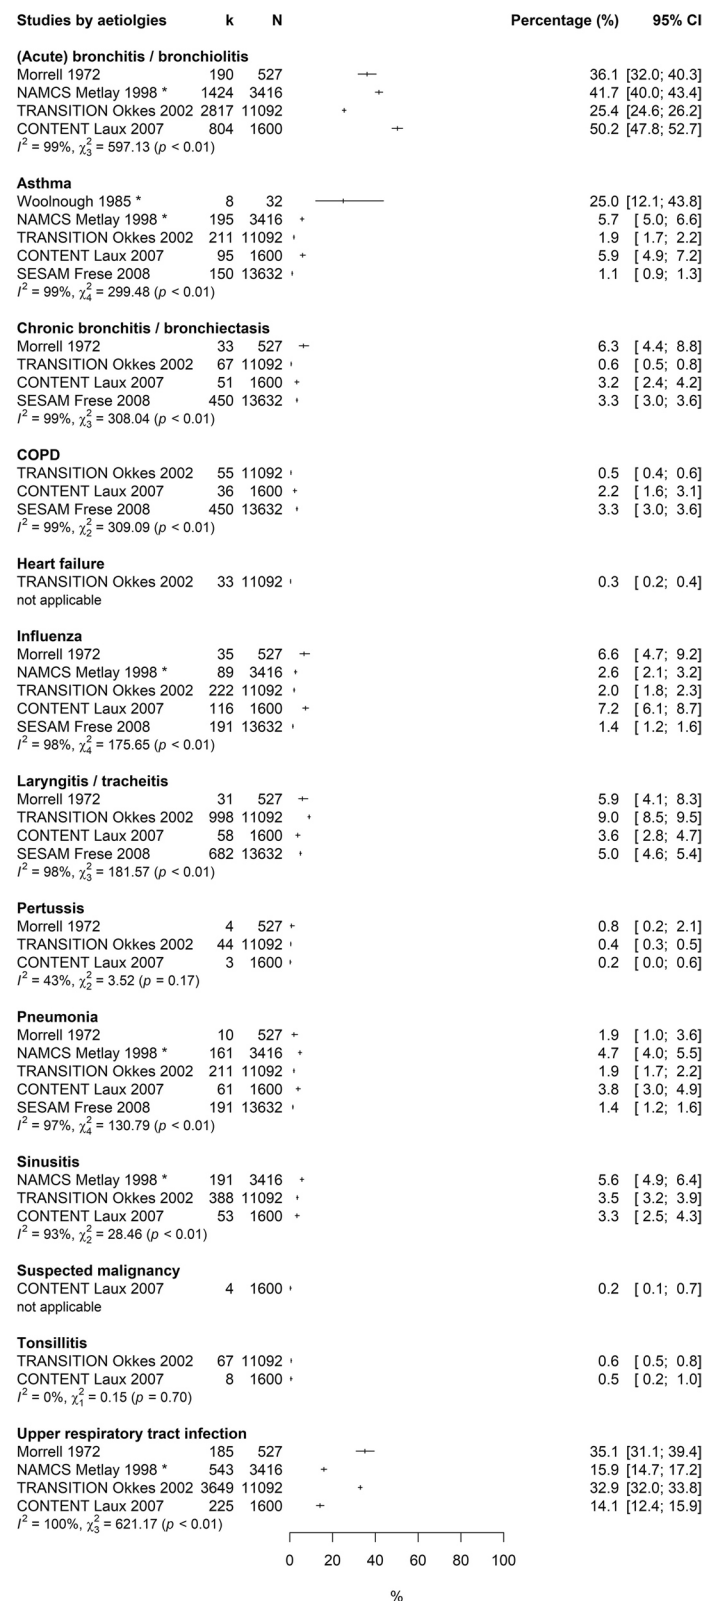 Studies by aetiolgies k N Percentage (%) 95% CI
(Acute) bronchitis / bronchiolitis
Morrell 1972 190 527 36.1 [32.0; 40.3]
NAMCS Metlay 1998 * 1424 3416 41.7 [40.0; 43.4]
TRANSITION Okkes 2002 2817 11092 25.4 [24.6; 26.2]
CONTENT Laux 2007 804 1600 50.2 [47.8; 52.7]
I² = 99%, χ²₃ = 597.13 (p < 0.01)
Asthma
Woolnough 1985 * 8 32 25.0 [12.1; 43.8]
NAMCS Metlay 1998 * 195 3416 5.7 [ 5.0; 6.6]
TRANSITION Okkes 2002 211 11092 1.9 [ 1.7; 2.2]
CONTENT Laux 2007 95 1600 5.9 [ 4.9; 7.2]
SESAM Frese 2008 150 13632 1.1 [ 0.9; 1.3]
I² = 99%, χ²₄ = 299.48 (p < 0.01)
Chronic bronchitis / bronchiectasis
Morrell 1972 33 527 6.3 [ 4.4; 8.8]
TRANSITION Okkes 2002 67 11092 0.6 [ 0.5; 0.8]
CONTENT Laux 2007 51 1600 3.2 [ 2.4; 4.2]
SESAM Frese 2008 450 13632 3.3 [ 3.0; 3.6]
I² = 99%, χ²₃ = 308.04 (p < 0.01)
COPD
TRANSITION Okkes 2002 55 11092 0.5 [ 0.4; 0.6]
CONTENT Laux 2007 36 1600 2.2 [ 1.6; 3.1]
SESAM Frese 2008 450 13632 3.3 [ 3.0; 3.6]
I² = 99%, χ²₂ = 309.09 (p < 0.01)
Heart failure
TRANSITION Okkes 2002 33 11092 0.3 [ 0.2; 0.4]
not applicable
Influenza
Morrell 1972 35 527 6.6 [ 4.7; 9.2]
NAMCS Metlay 1998 * 89 3416 2.6 [ 2.1; 3.2]
TRANSITION Okkes 2002 222 11092 2.0 [ 1.8; 2.3]
CONTENT Laux 2007 116 1600 7.2 [ 6.1; 8.7]
SESAM Frese 2008 191 13632 1.4 [ 1.2; 1.6]
I² = 98%, χ²₄ = 175.65 (p < 0.01)
Laryngitis / tracheitis
Morrell 1972 31 527 5.9 [ 4.1; 8.3]
TRANSITION Okkes 2002 998 11092 9.0 [ 8.5; 9.5]
CONTENT Laux 2007 58 1600 3.6 [ 2.8; 4.7]
SESAM Frese 2008 682 13632 5.0 [ 4.6; 5.4]
I² = 98%, χ²₃ = 181.57 (p < 0.01)
Pertussis
Morrell 1972 4 527 0.8 [ 0.2; 2.1]
TRANSITION Okkes 2002 44 11092 0.4 [ 0.3; 0.5]
CONTENT Laux 2007 3 1600 0.2 [ 0.0; 0.6]
I² = 43%, χ²₂ = 3.52 (p = 0.17)
Pneumonia
Morrell 1972 10 527 1.9 [ 1.0; 3.6]
NAMCS Metlay 1998 * 161 3416 4.7 [ 4.0; 5.5]
TRANSITION Okkes 2002 211 11092 1.9 [ 1.7; 2.2]
CONTENT Laux 2007 61 1600 3.8 [ 3.0; 4.9]
SESAM Frese 2008 191 13632 1.4 [ 1.2; 1.6]
I² = 97%, χ²₄ = 130.79 (p < 0.01)
Sinusitis
NAMCS Metlay 1998 * 191 3416 5.6 [ 4.9; 6.4]
TRANSITION Okkes 2002 388 11092 3.5 [ 3.2; 3.9]
CONTENT Laux 2007 53 1600 3.3 [ 2.5; 4.3]
I² = 93%, χ²₂ = 28.46 (p < 0.01)
Suspected malignancy
CONTENT Laux 2007 4 1600 0.2 [ 0.1; 0.7]
not applicable
Tonsillitis
TRANSITION Okkes 2002 67 11092 0.6 [ 0.5; 0.8]
CONTENT Laux 2007 8 1600 0.5 [ 0.2; 1.0]
I² = 0%, χ²₁ = 0.15 (p = 0.70)
Upper respiratory tract infection
Morrell 1972 185 527 35.1 [31.1; 39.4]
NAMCS Metlay 1998 * 543 3416 15.9 [14.7; 17.2]
TRANSITION Okkes 2002 3649 11092 32.9 [32.0; 33.8]
CONTENT Laux 2007 225 1600 14.1 [12.4; 15.9]
I² = 100%, χ²₃ = 621.17 (p < 0.01)
0 20 40 60 80 100
%